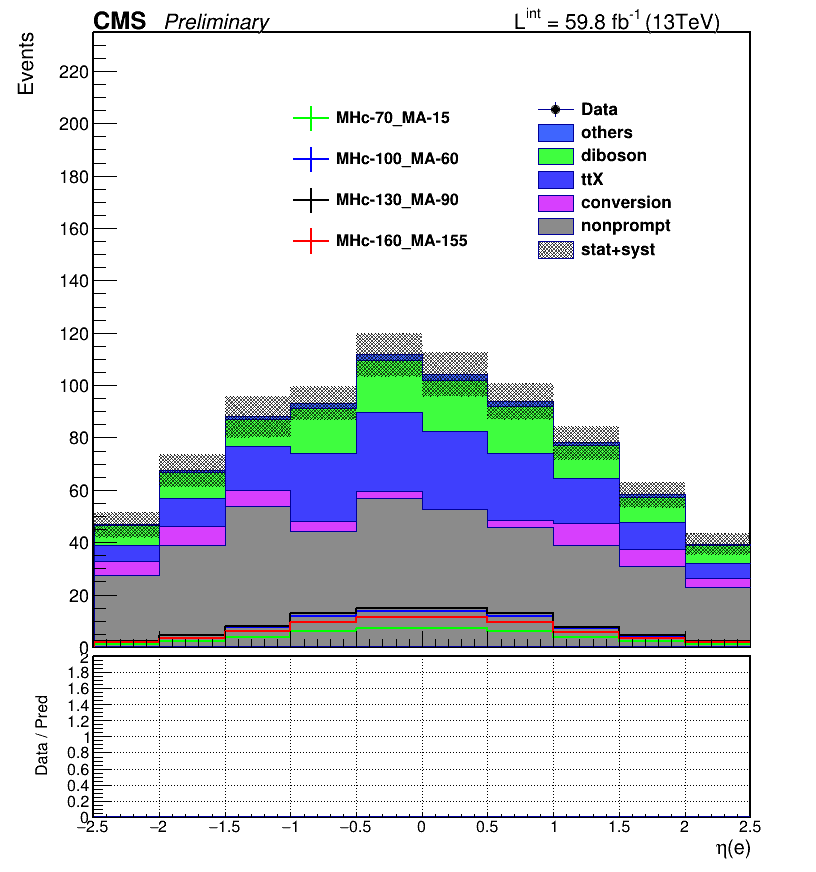 CMS Preliminary L^int = 59.8 fb^-1 (13TeV)
Events
220
200
180
160
140
120
100
80
60
40
20
0
MHc-70_MA-15
MHc-100_MA-60
MHc-130_MA-90
MHc-160_MA-155
Data
others
diboson
ttX
conversion
nonprompt
stat+syst
Data / Pred
2
1.8
1.6
1.4
1.2
1
0.8
0.6
0.4
0.2
0
−2.5 −2 −1.5 −1 −0.5 0 0.5 1 1.5 2 2.5
η(e)